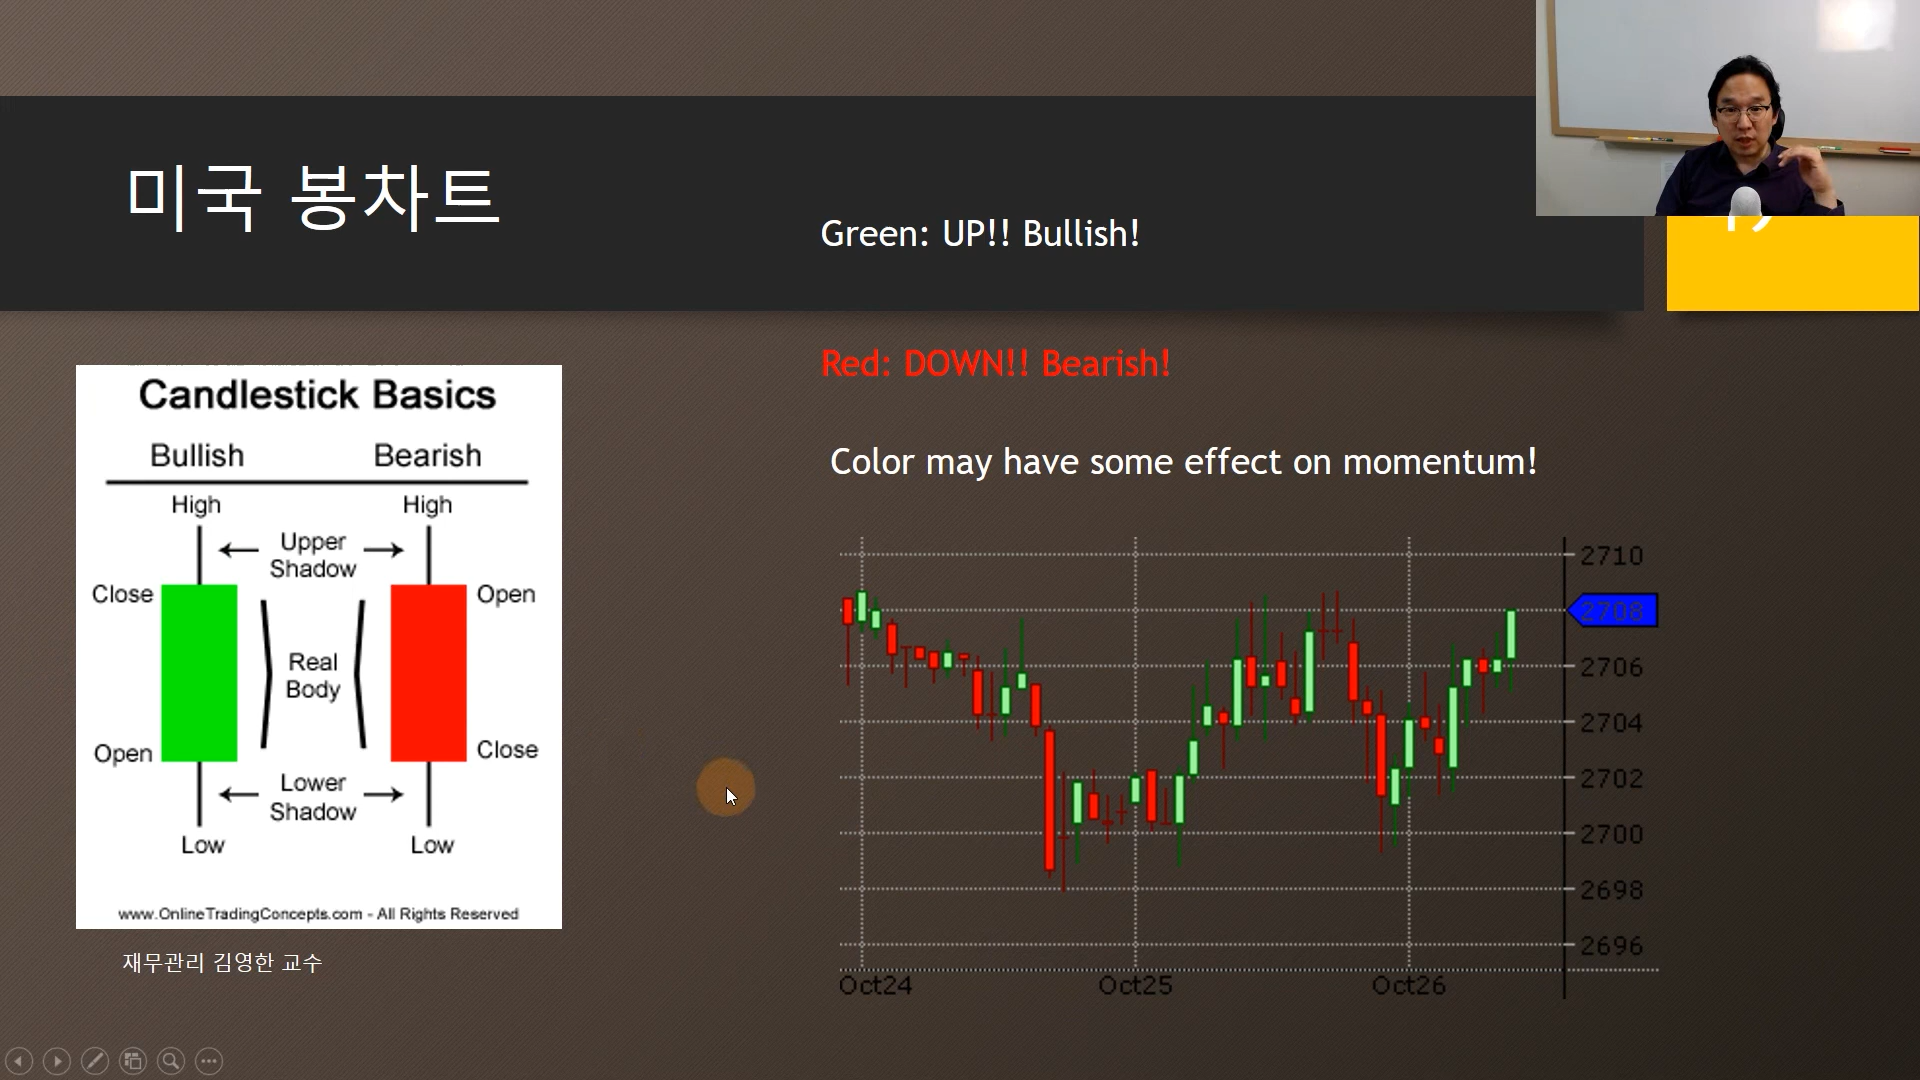 미국 봉차트
Green: UP!! Bullish!
Red: DOWN!! Bearish!
Color may have some effect on momentum!
Candlestick Basics
Bullish
Bearish
High
High
Upper
Shadow
Close
Open
Real
Body
Open
Close
Lower
Shadow
Low
Low
www.OnlineTradingConcepts.com - All Rights Reserved
재무관리 김영한 교수
2710
2708
2706
2704
2702
2700
2698
2696
Oct24
Oct25
Oct26